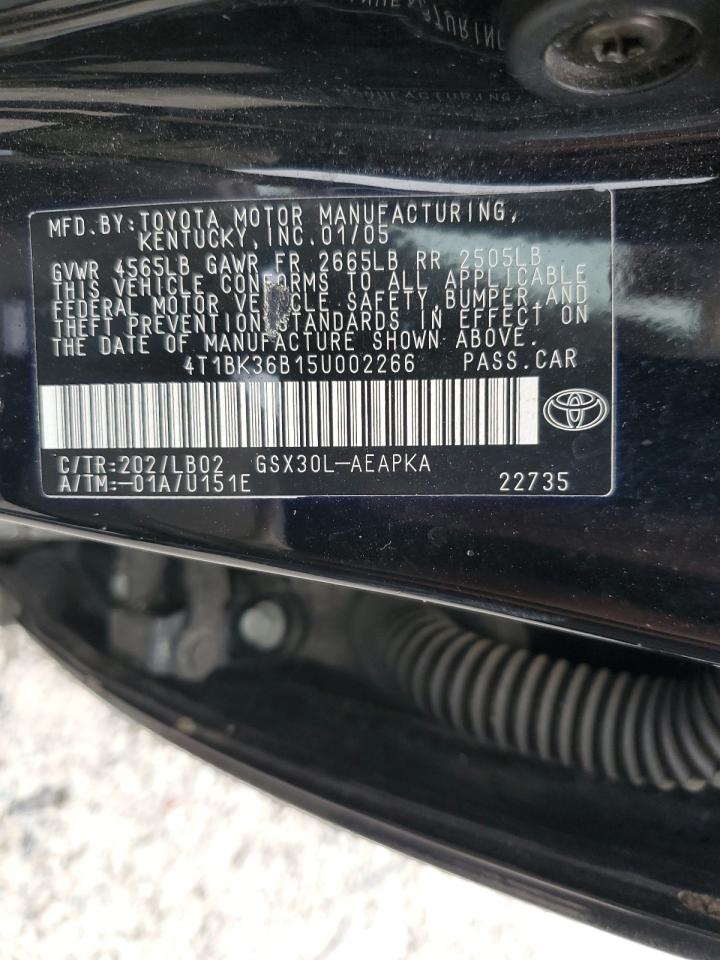 MFD.BY:TOYOTA MOTOR MANUFACTURING,
KENTUCKY,INC.01/05
GVWR 4565LB GAWR FR 2665LB RR 2505LB
THIS VEHICLE CONFORMS TO ALL APPLICABLE
FEDERAL MOTOR VEHICLE SAFETY,BUMPER,AND
THEFT PREVENTION STANDARDS IN EFFECT ON
THE DATE OF MANUFACTURE SHOWN ABOVE.
4T1BK36B15U002266 PASS.CAR
C/TR:202/LB02 GSX30L-AEAPKA
A/TM:-01A/U151E 22735